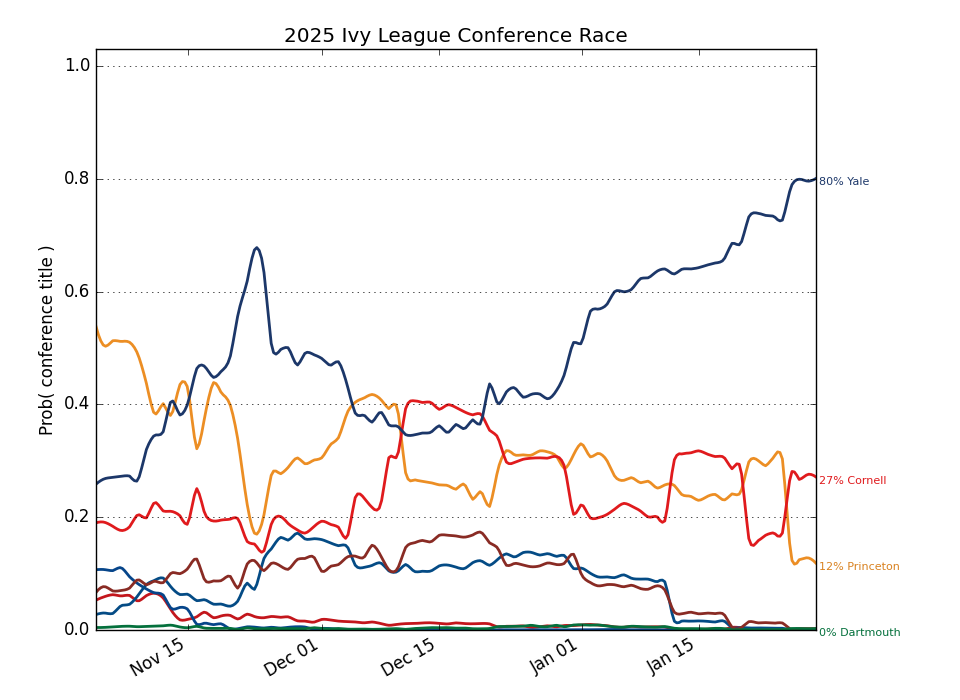 2025 Ivy League Conference Race
1.0
0.8
0.6
0.4
0.2
0.0
Prob( conference title )
80% Yale
27% Cornell
12% Princeton
0% Dartmouth
Nov 15
Dec 01
Dec 15
Jan 01
Jan 15